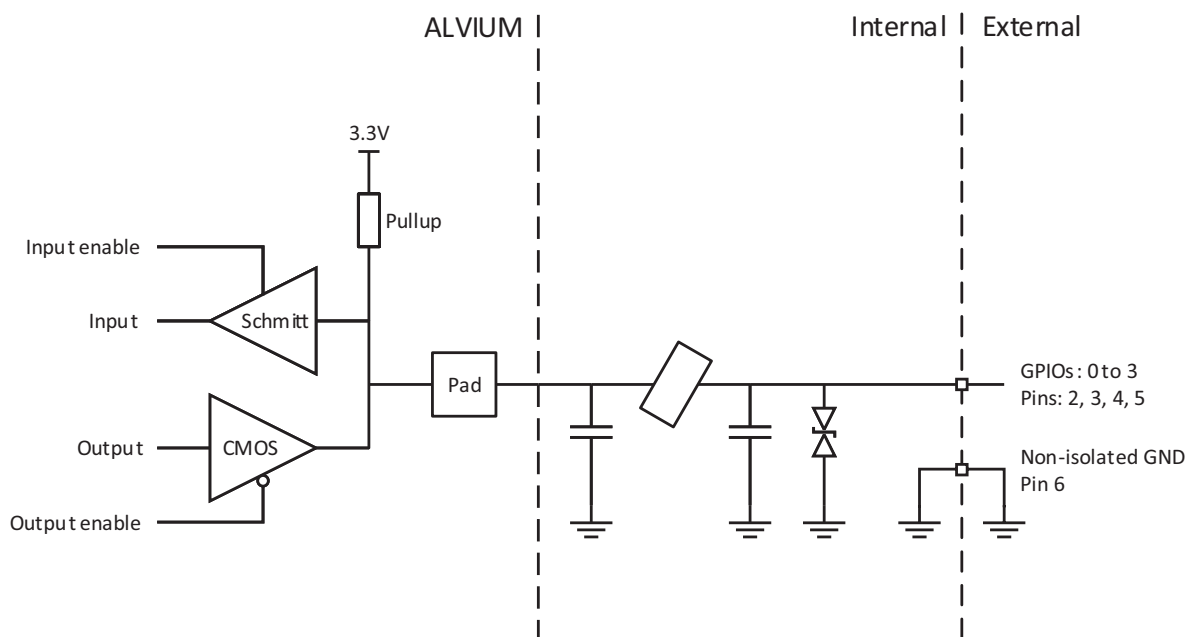 ALVIUM
Internal
External
3.3V
Pullup
Input enable
Input
Schmitt
Pad
GPIOs: 0 to 3
Pins: 2, 3, 4, 5
Output
CMOS
Non-isolated GND
Pin 6
Output enable